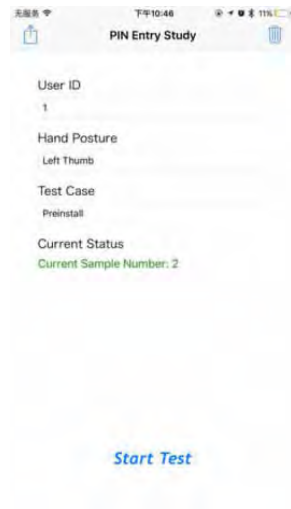 无服务 下午10:46 11%
PIN Entry Study
User ID
1
Hand Posture
Left Thumb
Test Case
Preinstall
Current Status
Current Sample Number: 2
Start Test